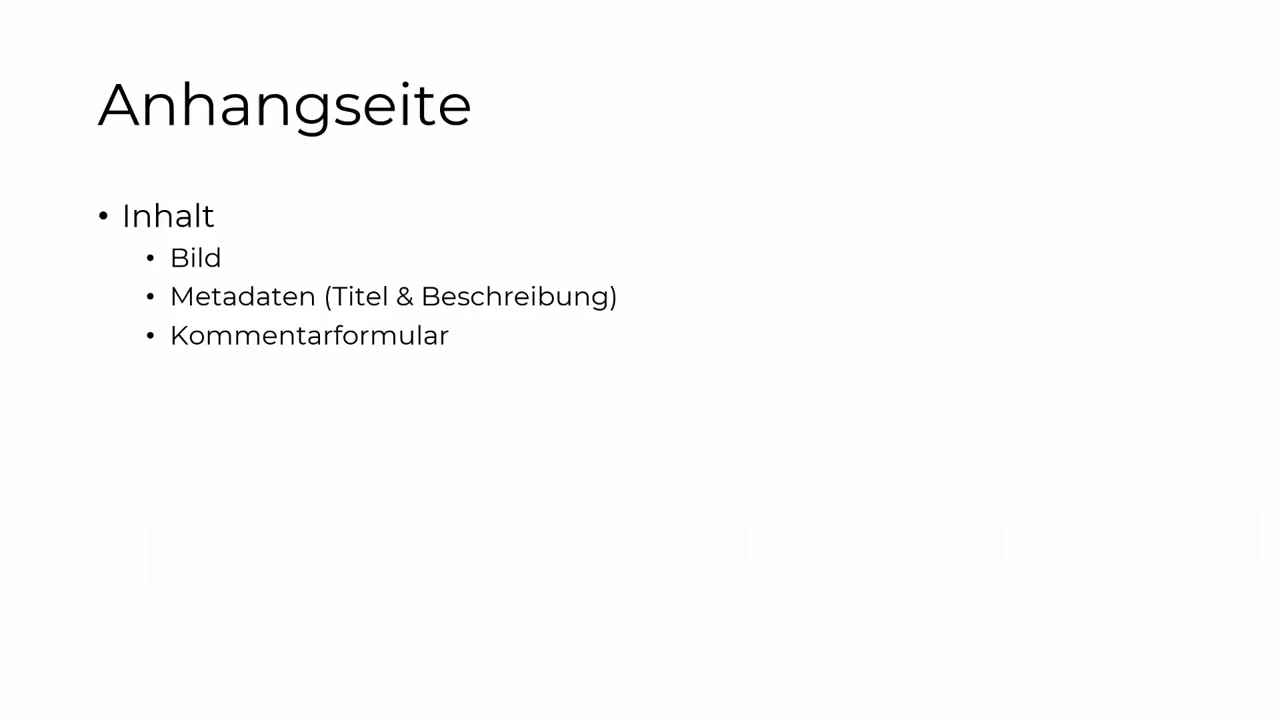 Anhangseite
• Inhalt
• Bild
• Metadaten (Titel & Beschreibung)
• Kommentarformular